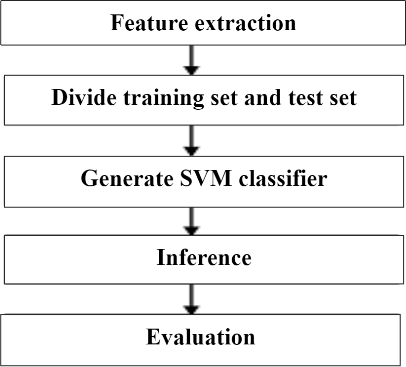 Feature extraction
Divide training set and test set
Generate SVM classifier
Inference
Evaluation